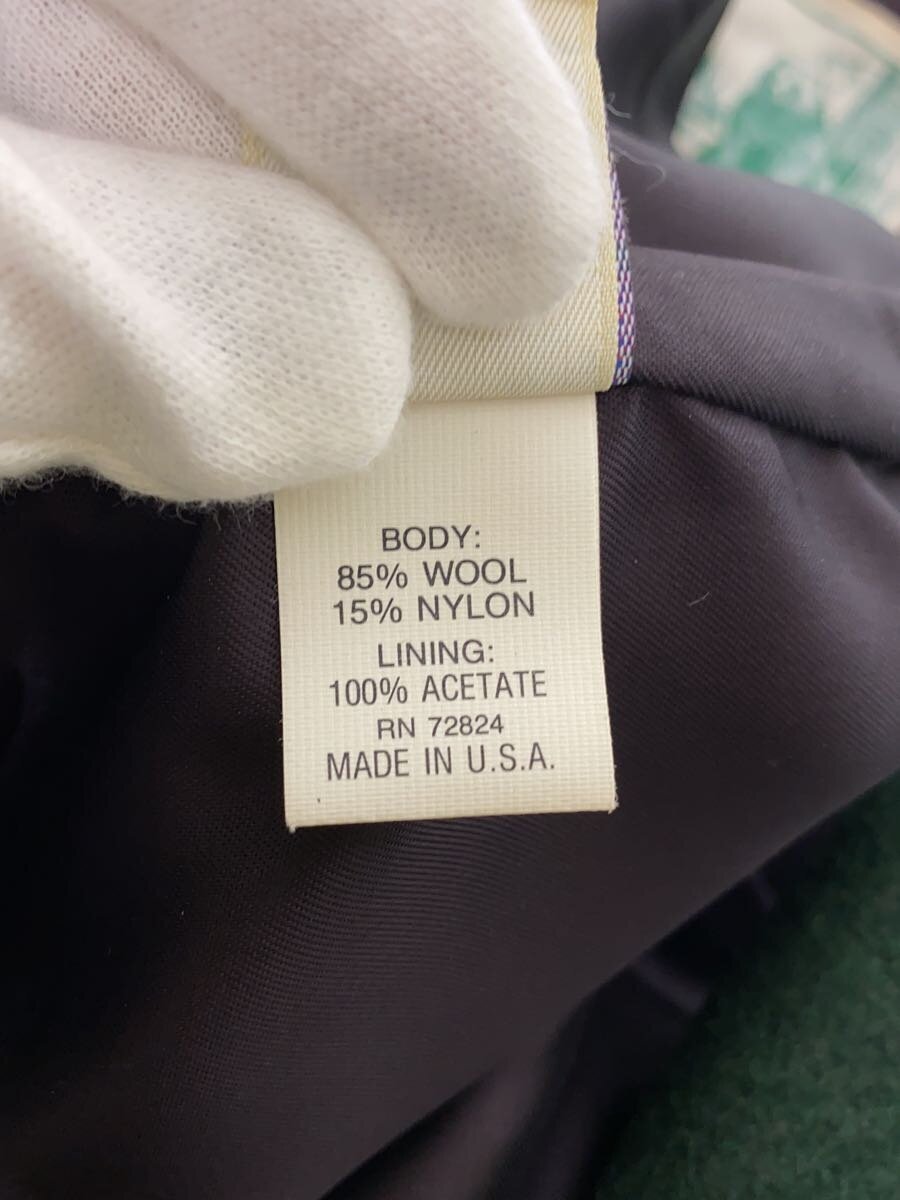 BODY:
85% WOOL
15% NYLON
LINING:
100% ACETATE
RN 72824
MADE IN U.S.A.